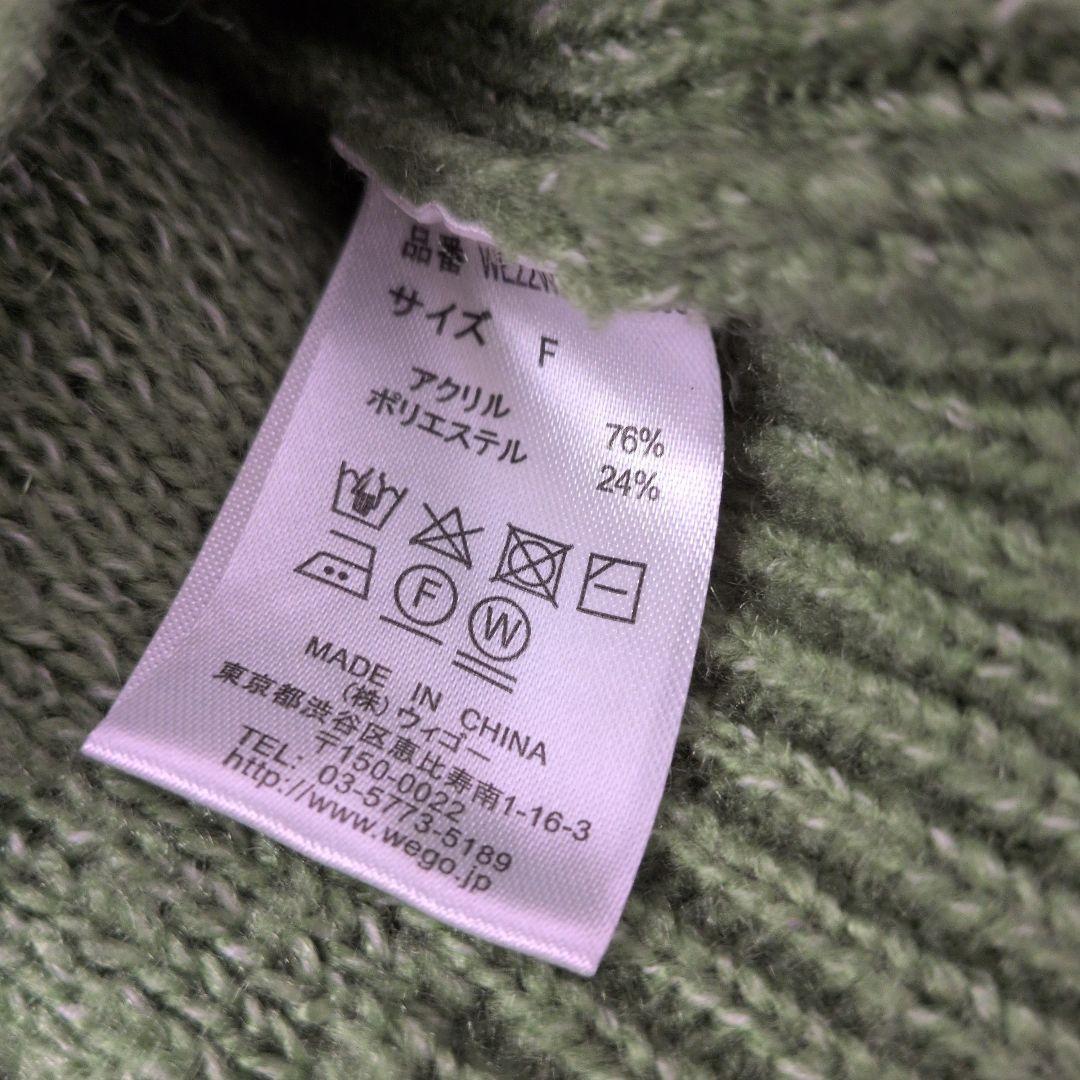 品番
サイズ F
アクリル 76%
ポリエステル 24%
F W
MADE IN CHINA
(株)ウィゴー
東京都渋谷区恵比寿南1-16-3
〒150-0022
TEL: 03-5773-5189
http://www.wego.jp